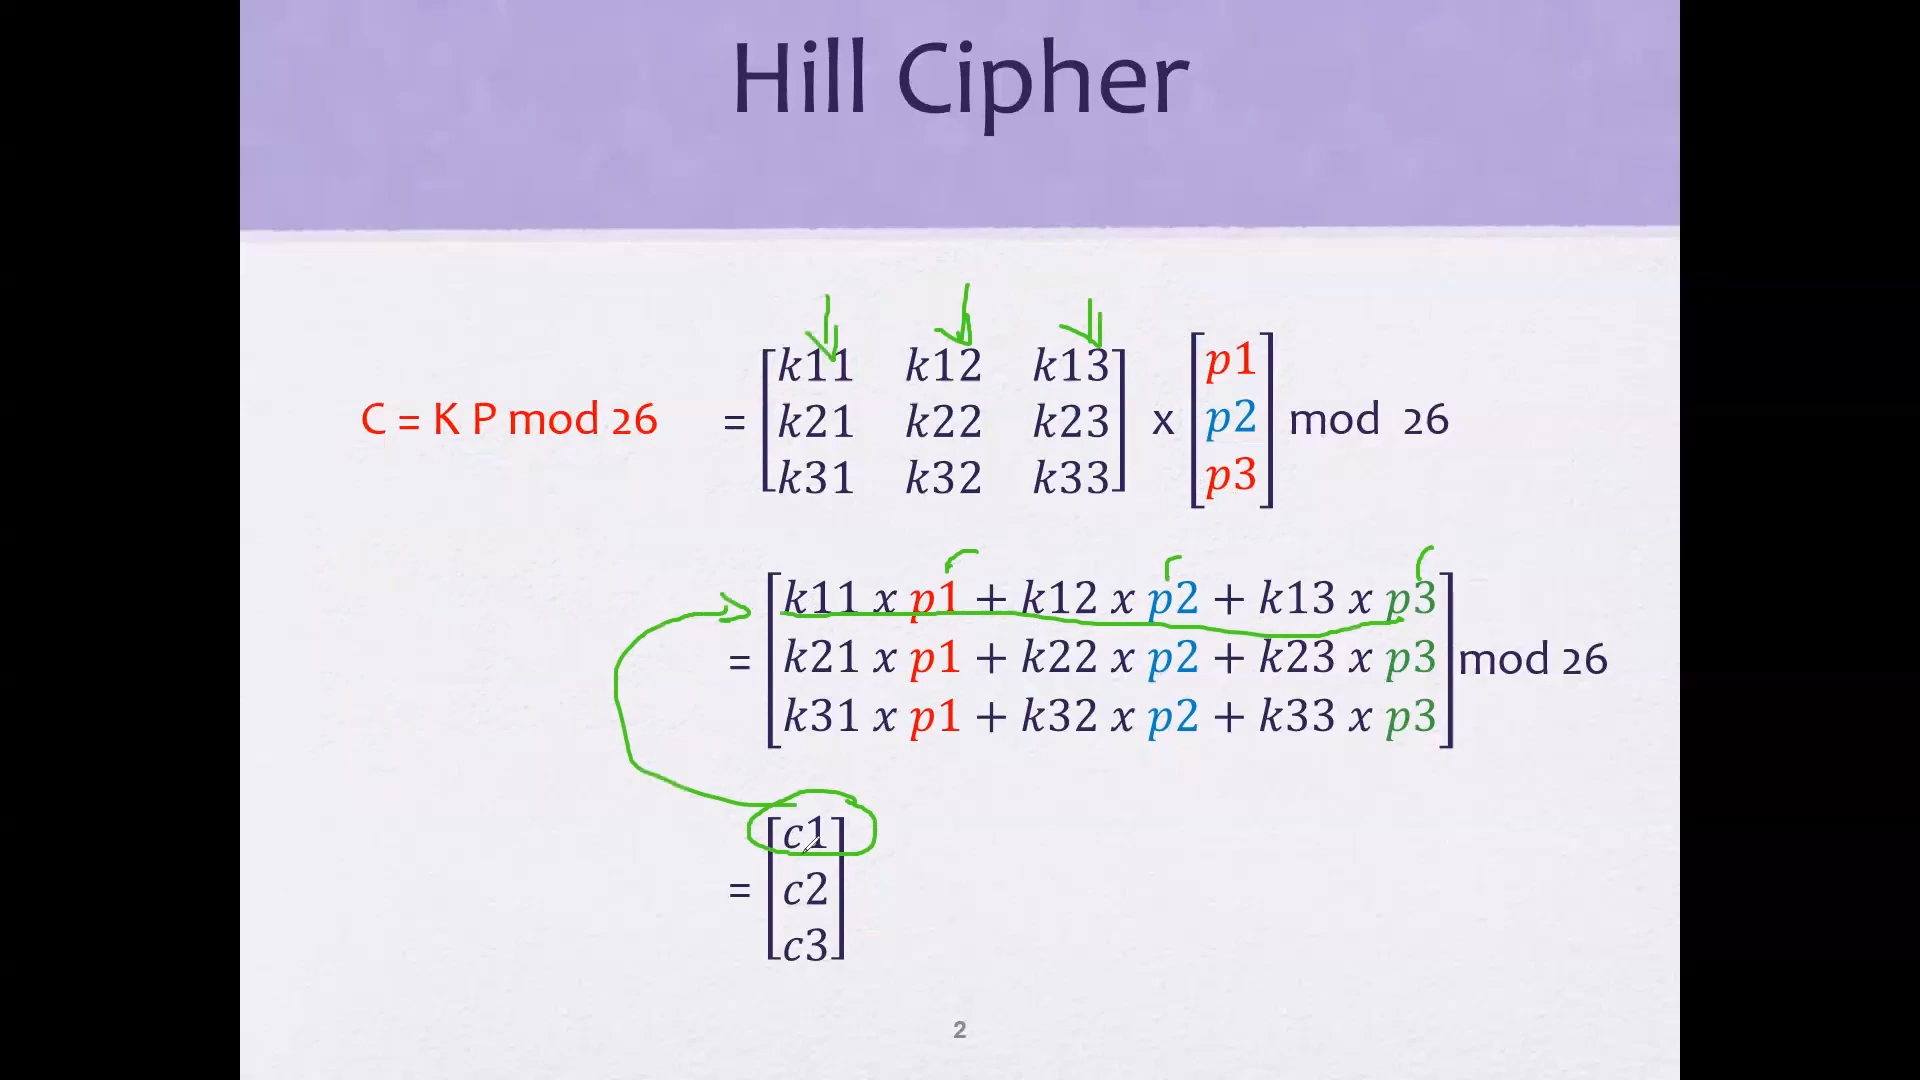 Hill Cipher
C = K P mod 26 = [k11 k12 k13] x [p1] mod 26
[k21 k22 k23] [p2]
[k31 k32 k33] [p3]
= [k11 x p1 + k12 x p2 + k13 x p3] mod 26
[k21 x p1 + k22 x p2 + k23 x p3]
[k31 x p1 + k32 x p2 + k33 x p3]
= [c1]
[c2]
[c3]
2